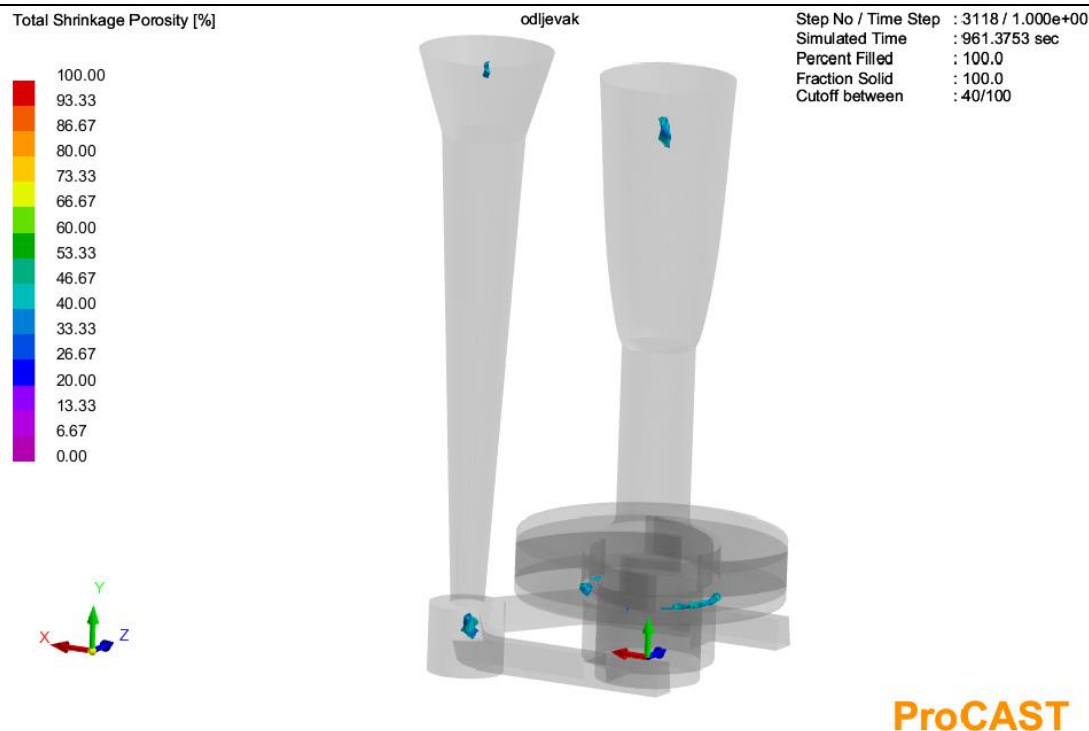 Total Shrinkage Porosity [%]
odljevak
Step No / Time Step : 3118 / 1.000e+00
Simulated Time : 961.3753 sec
Percent Filled : 100.0
Fraction Solid : 100.0
Cutoff between : 40/100
100.00
93.33
86.67
80.00
73.33
66.67
60.00
53.33
46.67
40.00
33.33
26.67
20.00
13.33
6.67
0.00
Y
X
Z
ProCAST